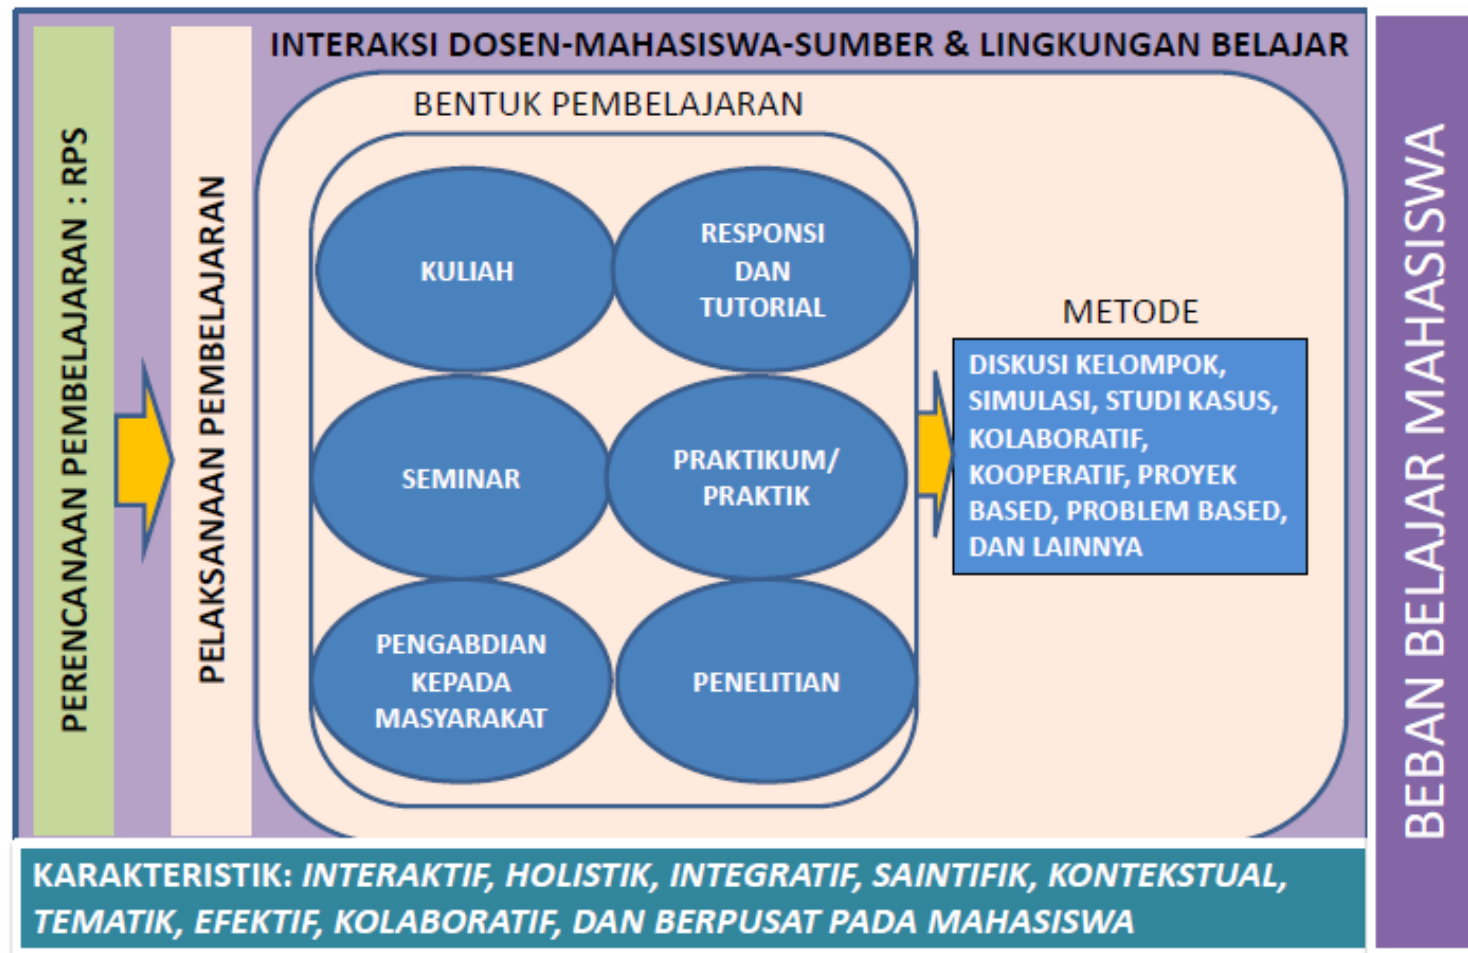 INTERAKSI DOSEN-MAHASISWA-SUMBER & LINGKUNGAN BELAJAR
PERENCANAAN PEMBELAJARAN : RPS
PELAKSANAAN PEMBELAJARAN
BENTUK PEMBELAJARAN
KULIAH
RESPONSI
DAN
TUTORIAL
SEMINAR
PRAKTIKUM/
PRAKTIK
PENGABDIAN
KEPADA
MASYARAKAT
PENELITIAN
METODE
DISKUSI KELOMPOK,
SIMULASI, STUDI KASUS,
KOLABORATIF,
KOOPERATIF, PROYEK
BASED, PROBLEM BASED,
DAN LAINNYA
BEBAN BELAJAR MAHASISWA
KARAKTERISTIK: INTERAKTIF, HOLISTIK, INTEGRATIF, SAINTIFIK, KONTEKSTUAL,
TEMATIK, EFEKTIF, KOLABORATIF, DAN BERPUSAT PADA MAHASISWA